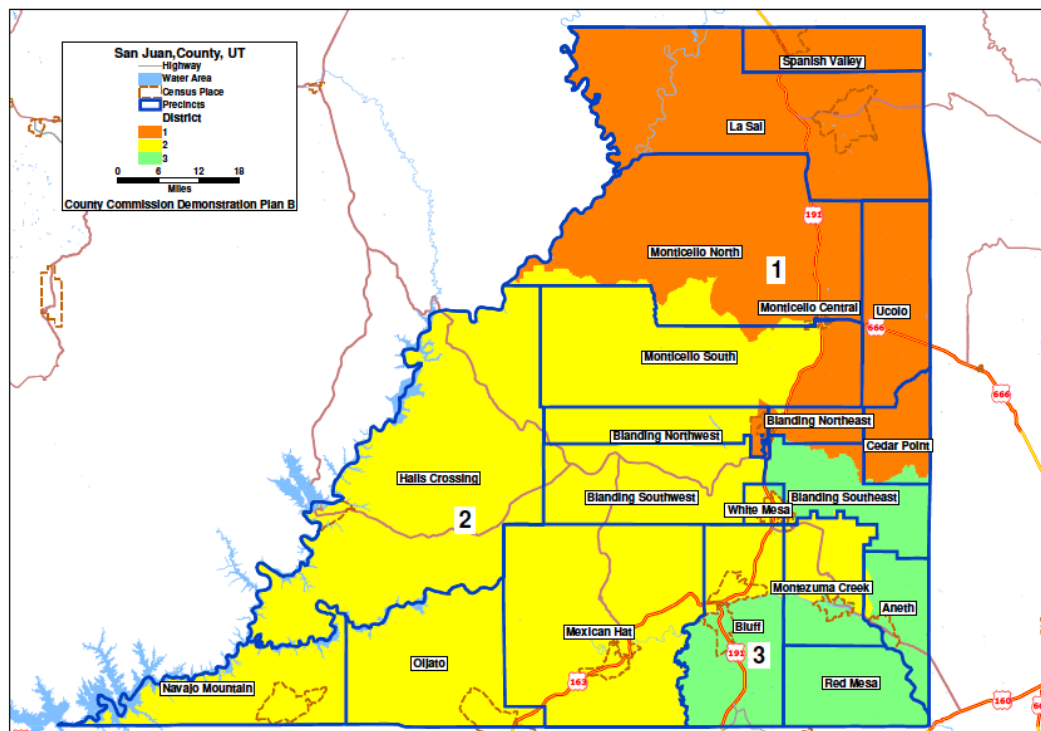 San Juan,County, UT
Highway
Water Area
Census Place
Precincts
District
1
2
3
0 6 12 18
Miles
County Commission Demonstration Plan B
Spanish Valley
La Sal
191
Monticello North
1
Monticello Central
Ucolo
666
Monticello South
666
Blanding Northeast
Blanding Northwest
Cedar Point
Halls Crossing
Blanding Southwest
Blanding Southeast
White Mesa
2
Montezuma Creek
Aneth
Mexican Hat
Bluff
3
191
Oljato
Navajo Mountain
163
Red Mesa
160